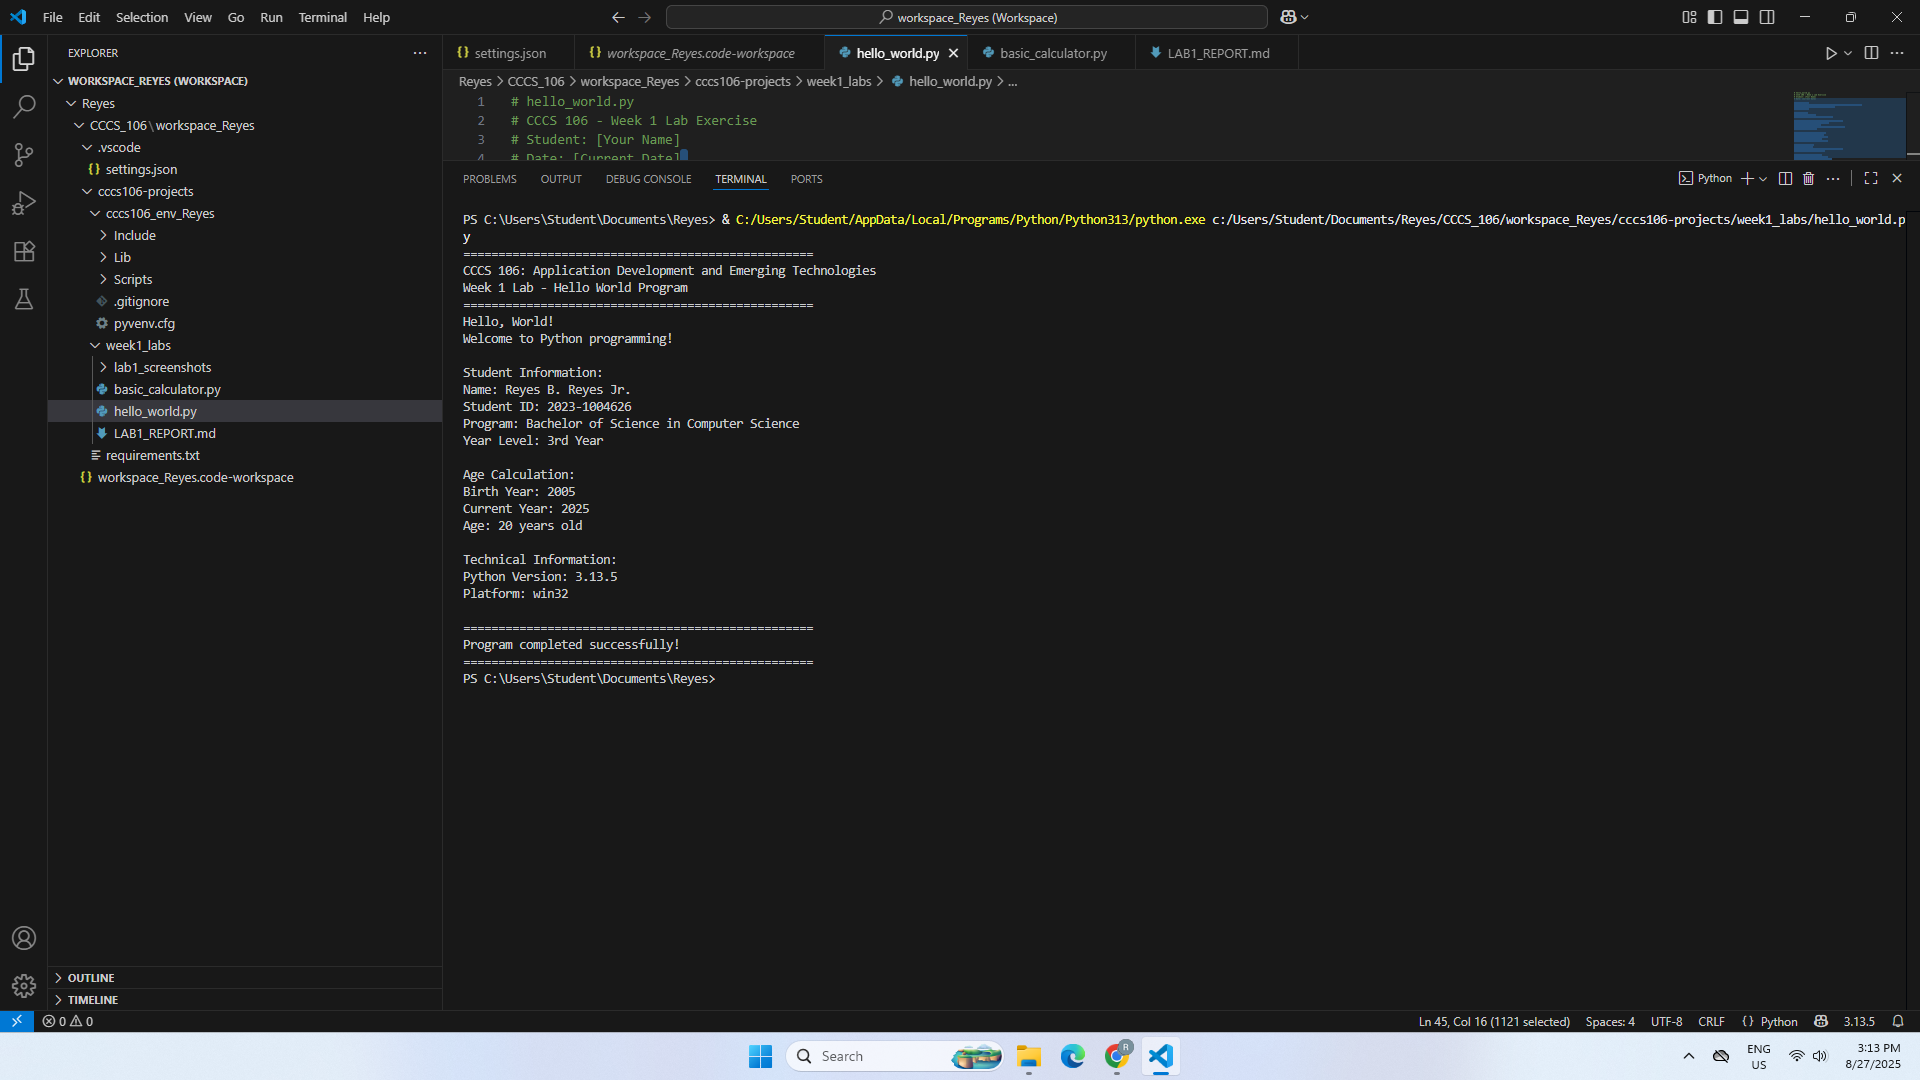 File Edit Selection View Go Run Terminal Help
workspace_Reyes (Workspace)
EXPLORER
WORKSPACE_REYES (WORKSPACE)
Reyes
CCCS_106\workspace_Reyes
.vscode
settings.json
cccs106-projects
cccs106_env_Reyes
Include
Lib
Scripts
.gitignore
pyvenv.cfg
week1_labs
lab1_screenshots
basic_calculator.py
hello_world.py
LAB1_REPORT.md
requirements.txt
workspace_Reyes.code-workspace
OUTLINE
TIMELINE
settings.json workspace_Reyes.code-workspace hello_world.py basic_calculator.py LAB1_REPORT.md
Reyes > CCCS_106 > workspace_Reyes > cccs106-projects > week1_labs > hello_world.py > ...
1 # hello_world.py
2 # CCCS 106 - Week 1 Lab Exercise
3 # Student: [Your Name]
4 # Date: [Current Date]
PROBLEMS OUTPUT DEBUG CONSOLE TERMINAL PORTS
Python
PS C:\Users\Student\Documents\Reyes> & C:/Users/Student/AppData/Local/Programs/Python/Python313/python.exe c:/Users/Student/Documents/Reyes/CCCS_106/workspace_Reyes/cccs106-projects/week1_labs/hello_world.p
y
==================================================
CCCS 106: Application Development and Emerging Technologies
Week 1 Lab - Hello World Program
==================================================
Hello, World!
Welcome to Python programming!
Student Information:
Name: Reyes B. Reyes Jr.
Student ID: 2023-1004626
Program: Bachelor of Science in Computer Science
Year Level: 3rd Year
Age Calculation:
Birth Year: 2005
Current Year: 2025
Age: 20 years old
Technical Information:
Python Version: 3.13.5
Platform: win32
==================================================
Program completed successfully!
==================================================
PS C:\Users\Student\Documents\Reyes>
0 0
Ln 45, Col 16 (1121 selected) Spaces: 4 UTF-8 CRLF {} Python 3.13.5
Search
R
ENG
US
3:13 PM
8/27/2025